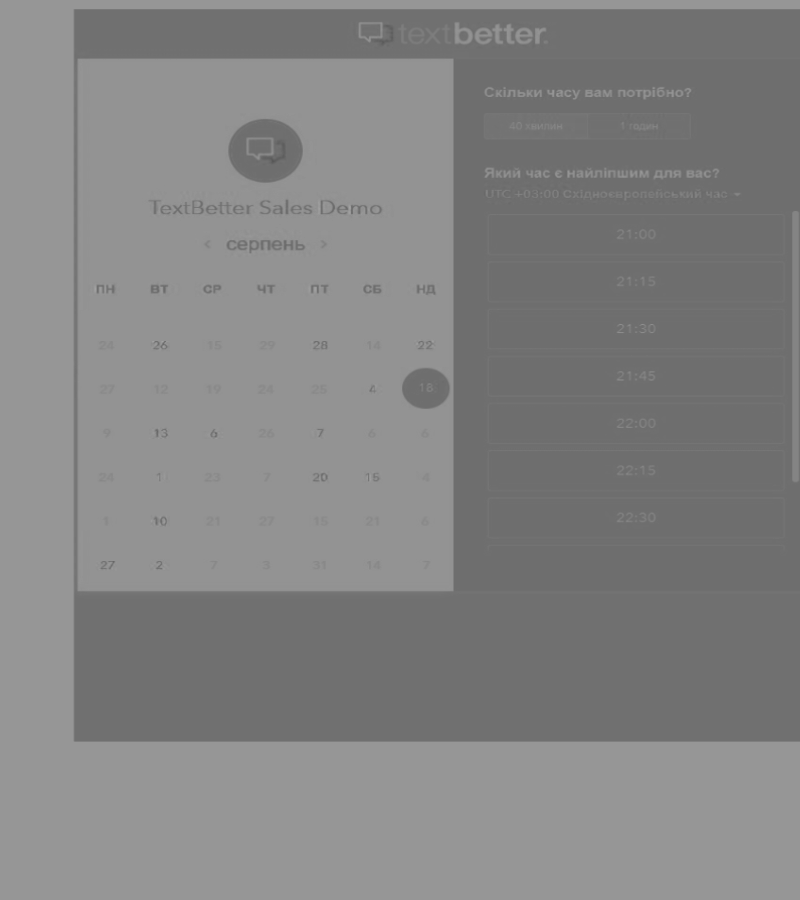 textbetter.
TextBetter Sales Demo
< серпень >
ПН ВТ СР ЧТ ПТ СБ НД
24 26 15 29 28 14 22
27 12 19 24 25 4 18
9 13 6 26 7 6 6
24 1 23 7 20 15 4
1 10 21 27 15 21 6
27 2 7 3 31 14 7
Скільки часу вам потрібно?
40 хвилин 1 годин
Який час є найліпшим для вас?
UTC +03:00 Східноєвропейський час
21:00
21:15
21:30
21:45
22:00
22:15
22:30